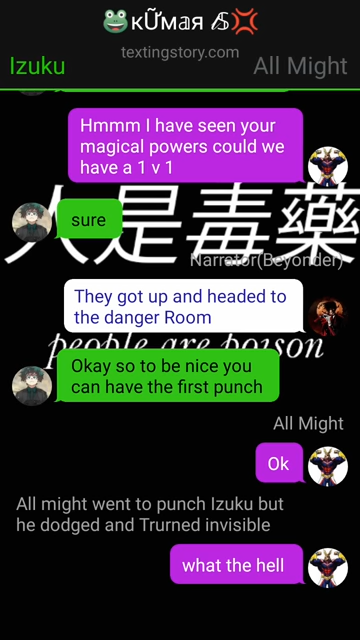 🐸кŨ'мαя 𝒮💢
textingstory.com
Izuku
All Might
Hmmm I have seen your
magical powers could we
have a 1 v 1
sure
人是毒藥
Narrator(Beyonder)
They got up and headed to
the danger Room
people are poison
Okay so to be nice you
can have the first punch
All Might
Ok
All might went to punch Izuku but
he dodged and Trurned invisible
what the hell